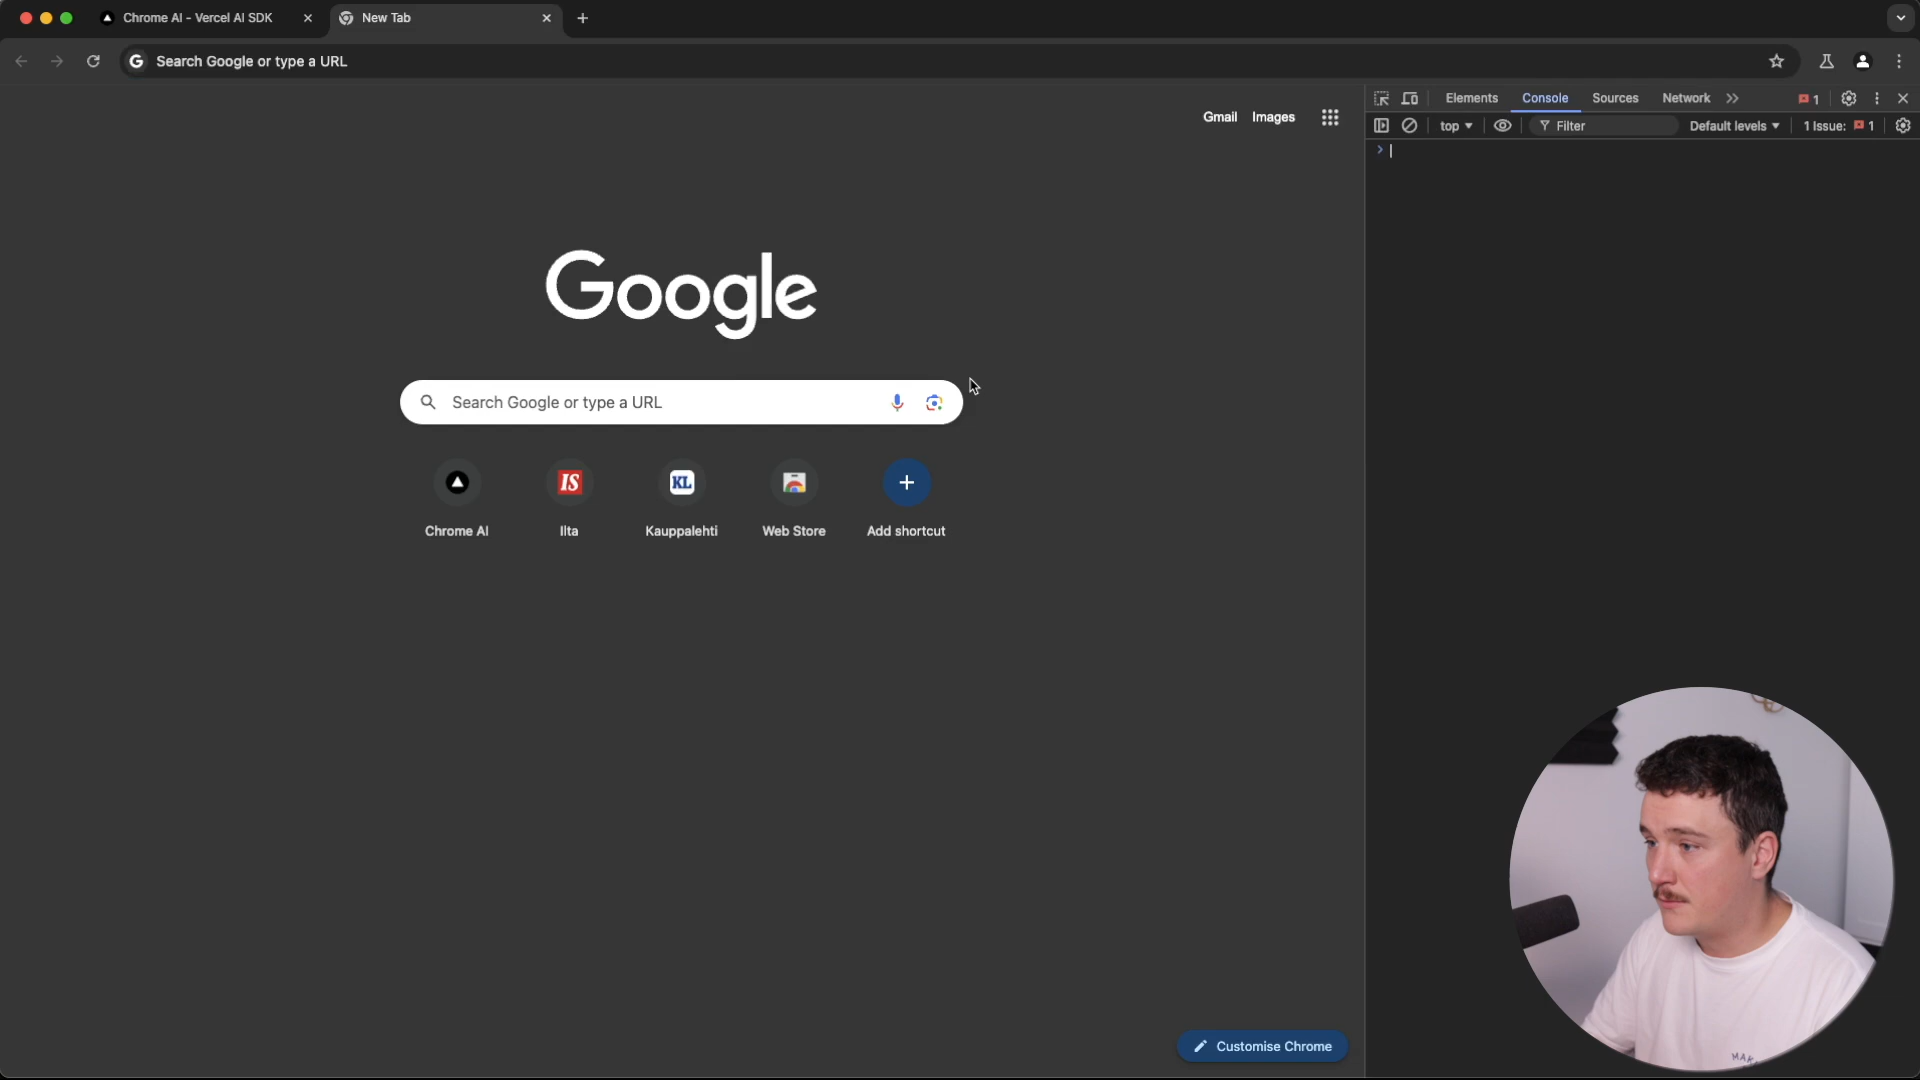 Chrome AI - Vercel AI SDK
New Tab
Search Google or type a URL
Elements Console Sources Network 1
top Filter Default levels 1 Issue: 1
Gmail Images
Google
Search Google or type a URL
IS KL
Chrome AI Ilta Kauppalehti Web Store Add shortcut
Customise Chrome